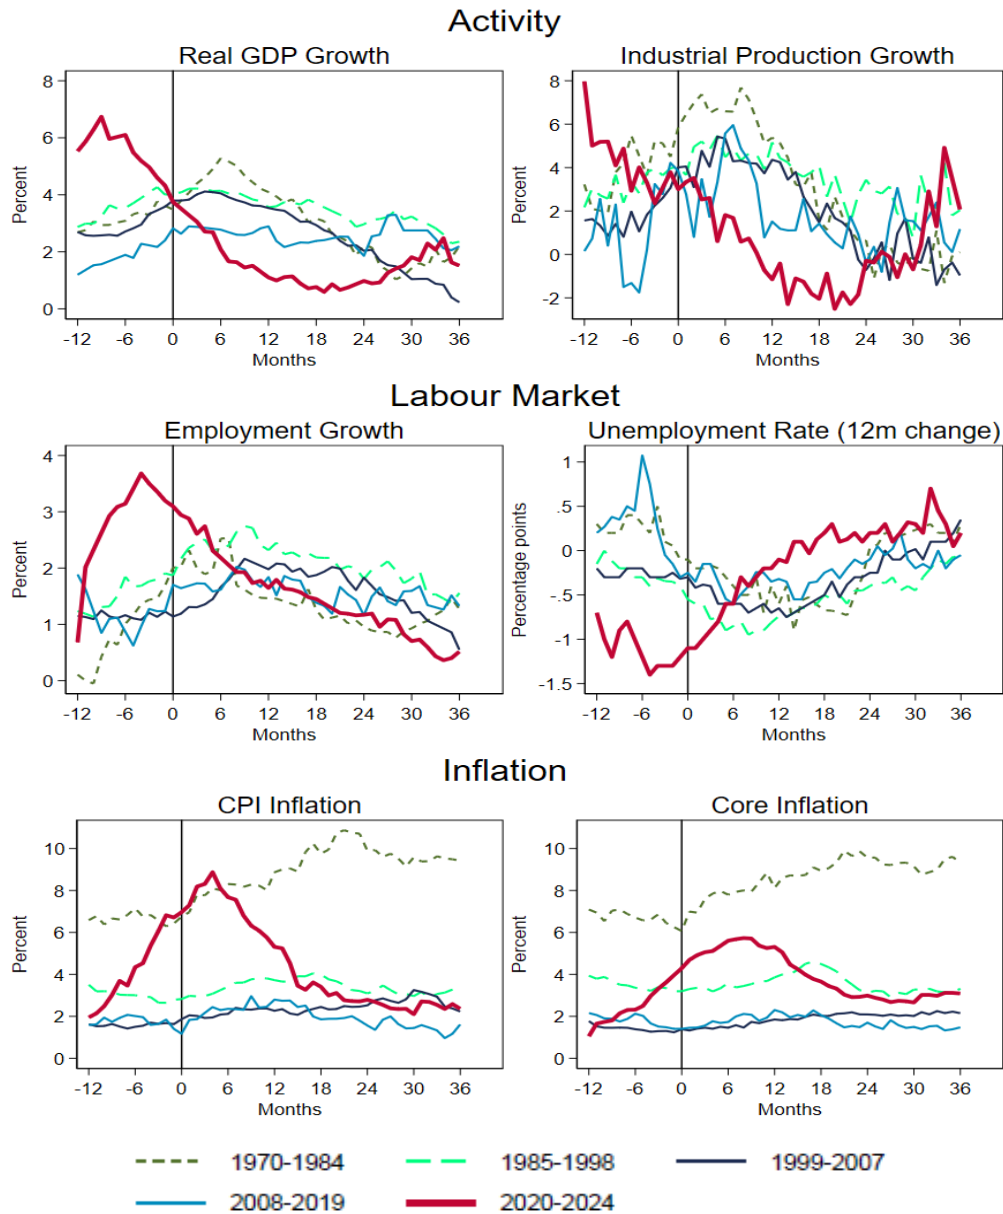 Activity
Real GDP Growth
Percent
8
6
4
2
0
-12 -6 0 6 12 18 24 30 36
Months
Industrial Production Growth
Percent
8
6
4
2
0
-2
-12 -6 0 6 12 18 24 30 36
Months
Labour Market
Employment Growth
Percent
4
3
2
1
0
-12 -6 0 6 12 18 24 30 36
Months
Unemployment Rate (12m change)
Percentage points
1
.5
0
-.5
-1
-1.5
-12 -6 0 6 12 18 24 30 36
Months
Inflation
CPI Inflation
Percent
10
8
6
4
2
0
-12 -6 0 6 12 18 24 30 36
Months
Core Inflation
Percent
10
8
6
4
2
0
-12 -6 0 6 12 18 24 30 36
Months
1970-1984 1985-1998 1999-2007
2008-2019 2020-2024